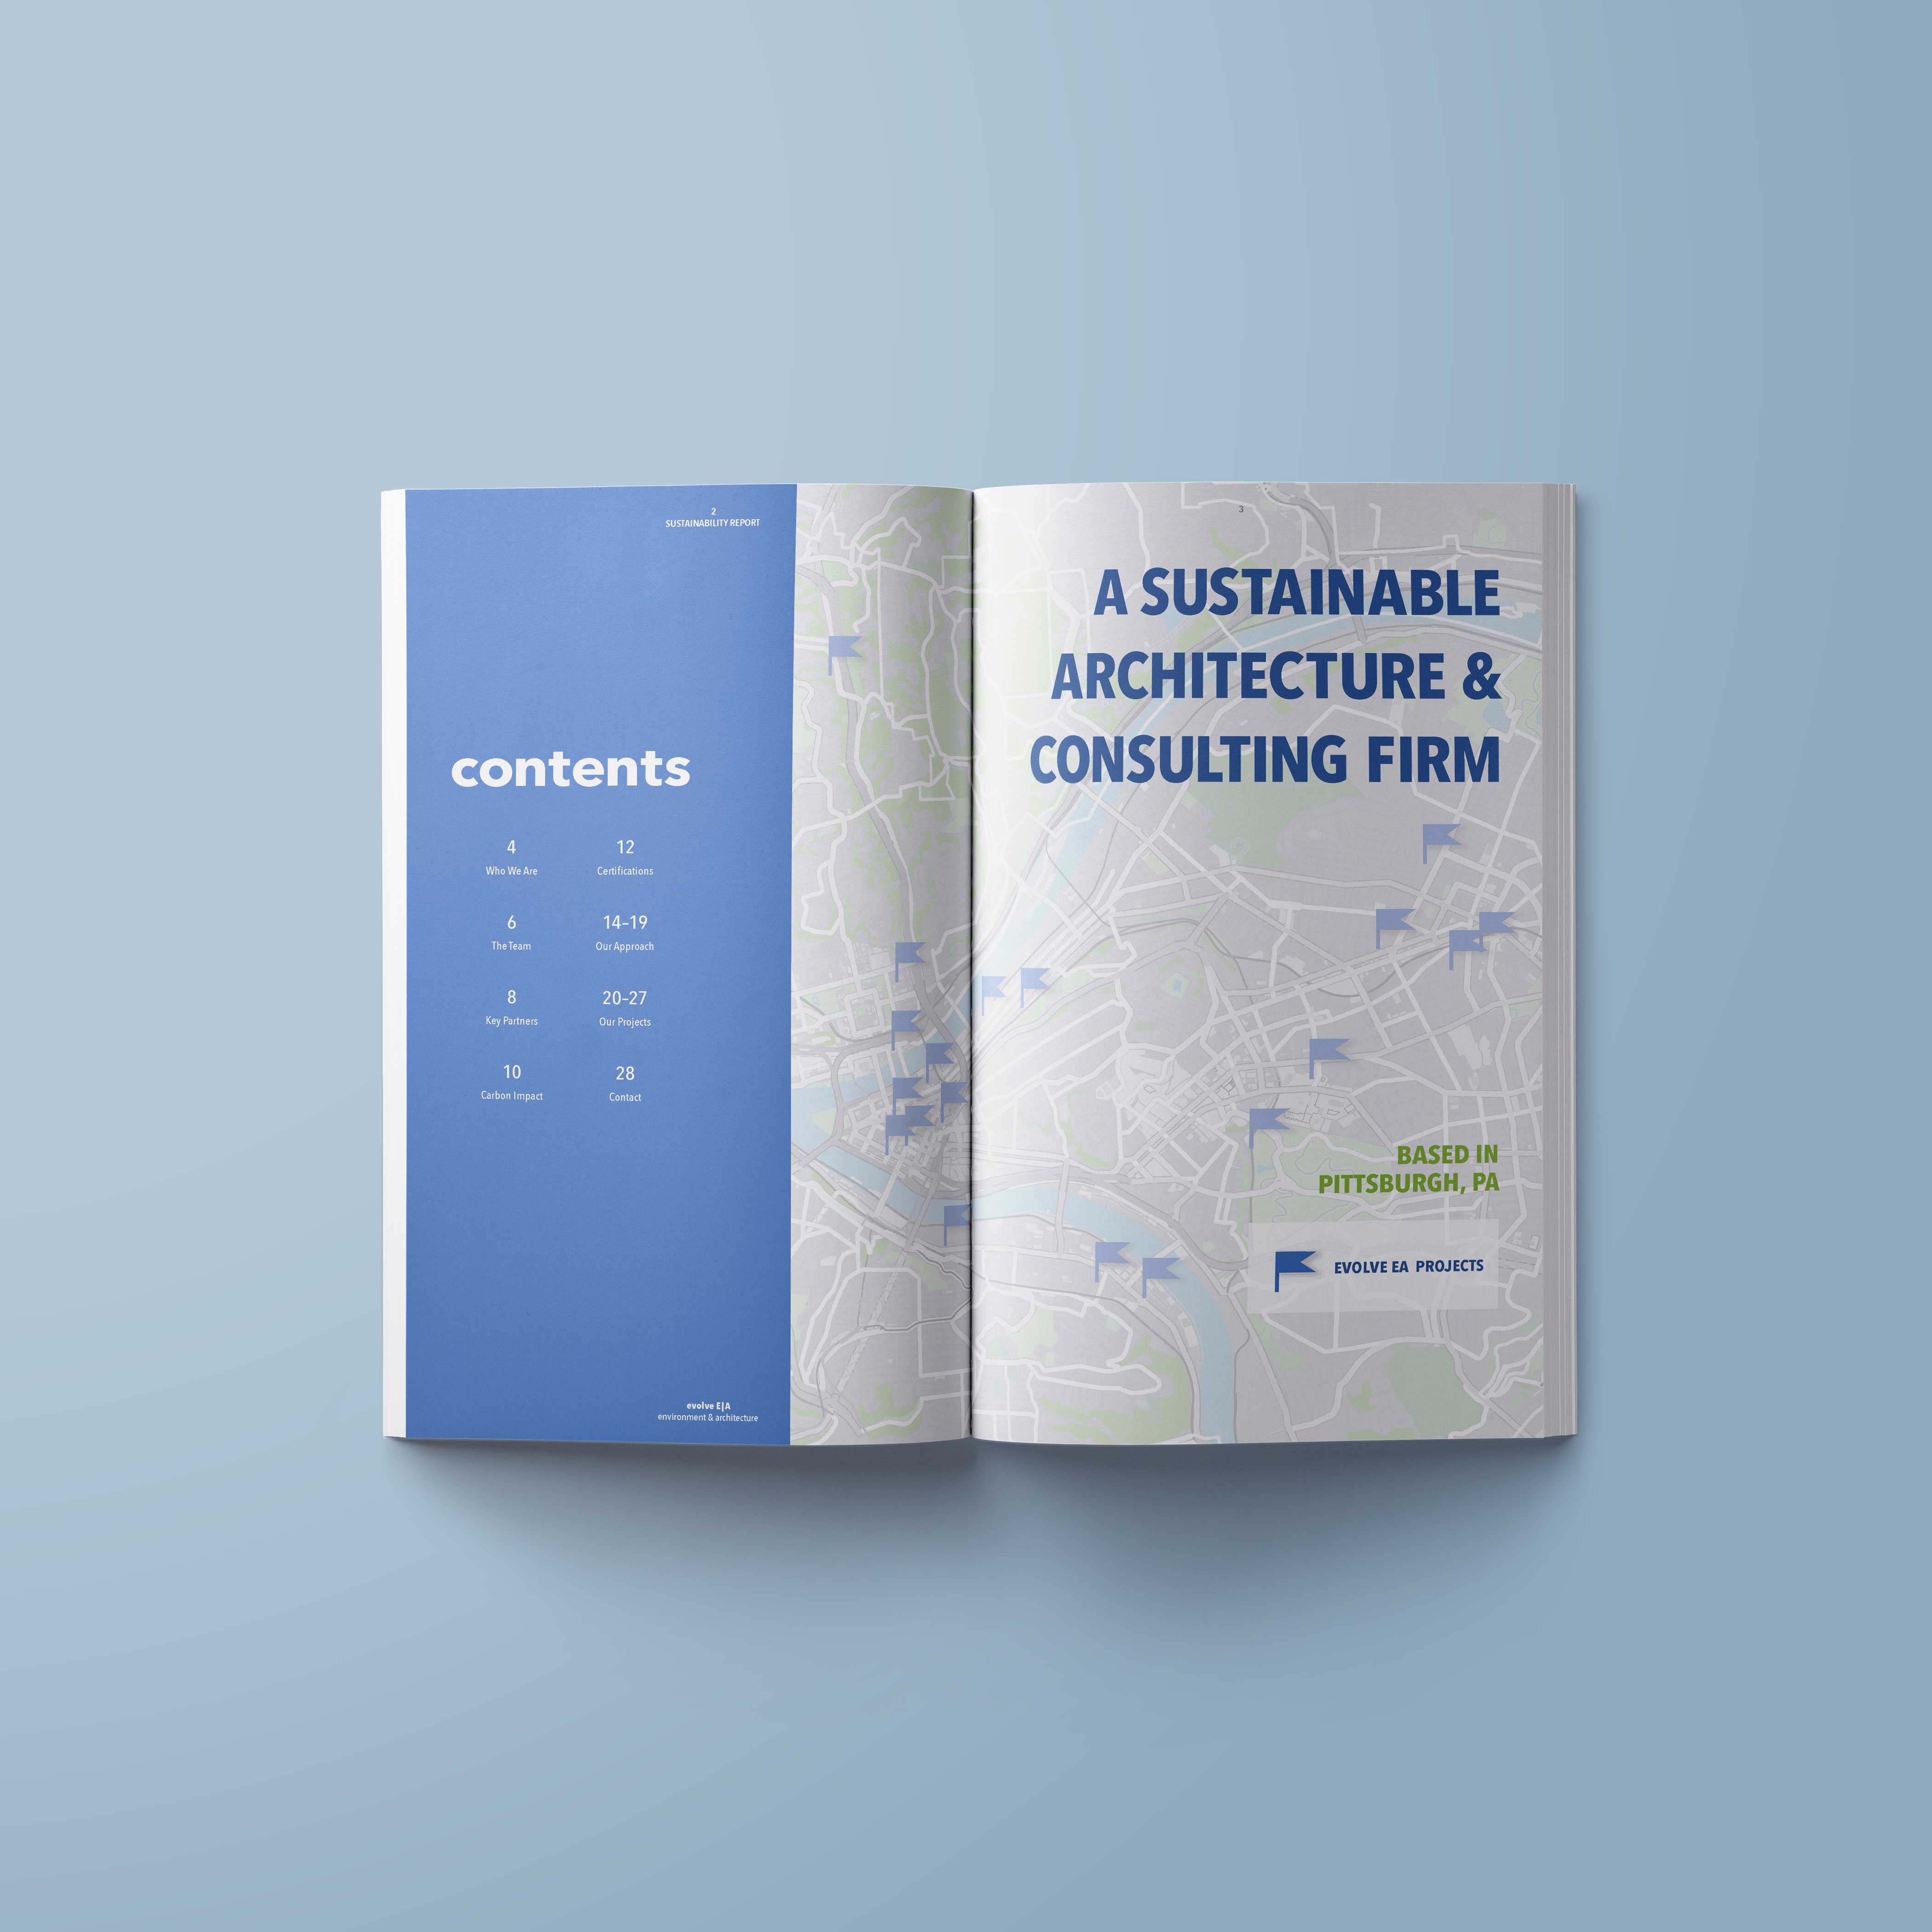 2
SUSTAINABILITY REPORT
contents
4
Who We Are
6
The Team
8
Key Partners
10
Carbon Impact
12
Certifications
14–19
Our Approach
20–27
Our Projects
28
Contact
evolve E|A
environment & architecture
3
A SUSTAINABLE
ARCHITECTURE &
CONSULTING FIRM
BASED IN
PITTSBURGH, PA
EVOLVE EA PROJECTS